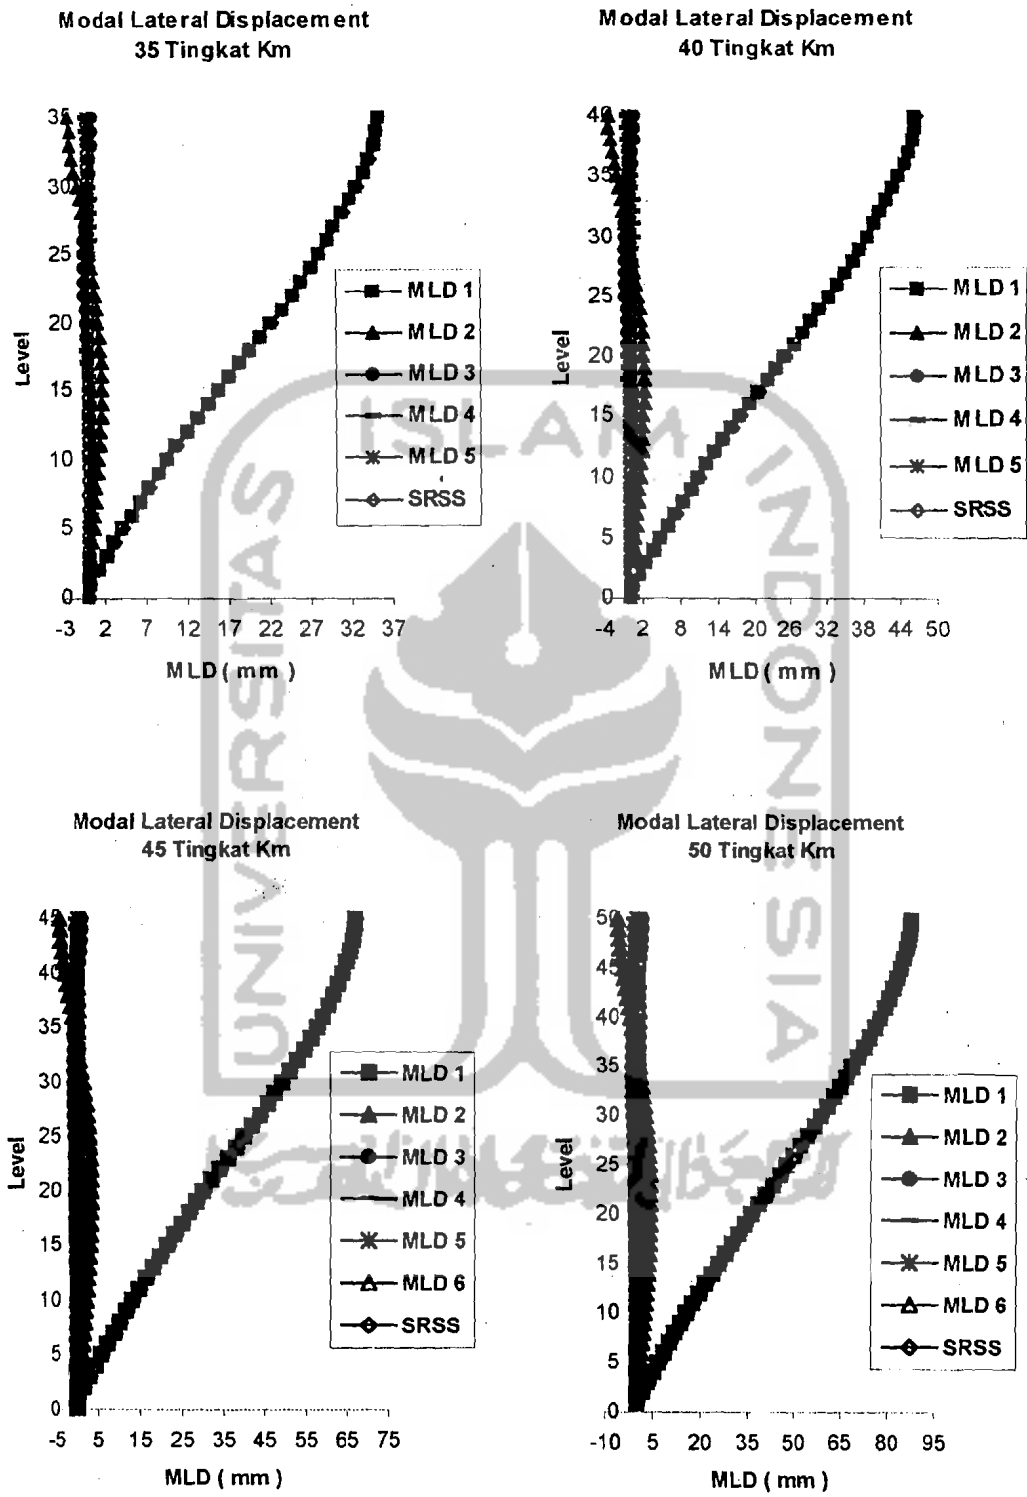 Modal Lateral Displacement
35 Tingkat Km
35
30
25
20
15
10
5
0
Level
-3 2 7 12 17 22 27 32 37
MLD ( mm )
MLD 1
MLD 2
MLD 3
MLD 4
MLD 5
SRSS
Modal Lateral Displacement
40 Tingkat Km
40
35
30
25
20
15
10
5
0
Level
-4 2 8 14 20 26 32 38 44 50
MLD ( mm )
MLD 1
MLD 2
MLD 3
MLD 4
MLD 5
SRSS
Modal Lateral Displacement
45 Tingkat Km
45
40
35
30
25
20
15
10
5
0
Level
-5 5 15 25 35 45 55 65 75
MLD ( mm )
MLD 1
MLD 2
MLD 3
MLD 4
MLD 5
MLD 6
SRSS
Modal Lateral Displacement
50 Tingkat Km
50
45
40
35
30
25
20
15
10
5
0
Level
-10 5 20 35 50 65 80 95
MLD ( mm )
MLD 1
MLD 2
MLD 3
MLD 4
MLD 5
MLD 6
SRSS
UNIVERSITAS
ISLAM
INDONESIA